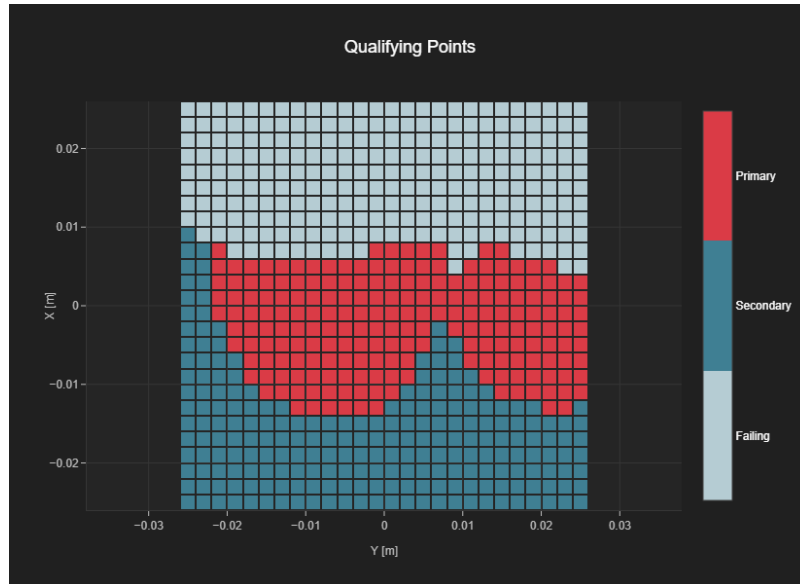 Qualifying Points
Primary
Secondary
Failing
0.02
0.01
0
−0.01
−0.02
X [m]
−0.03
−0.02
−0.01
0
0.01
0.02
0.03
Y [m]